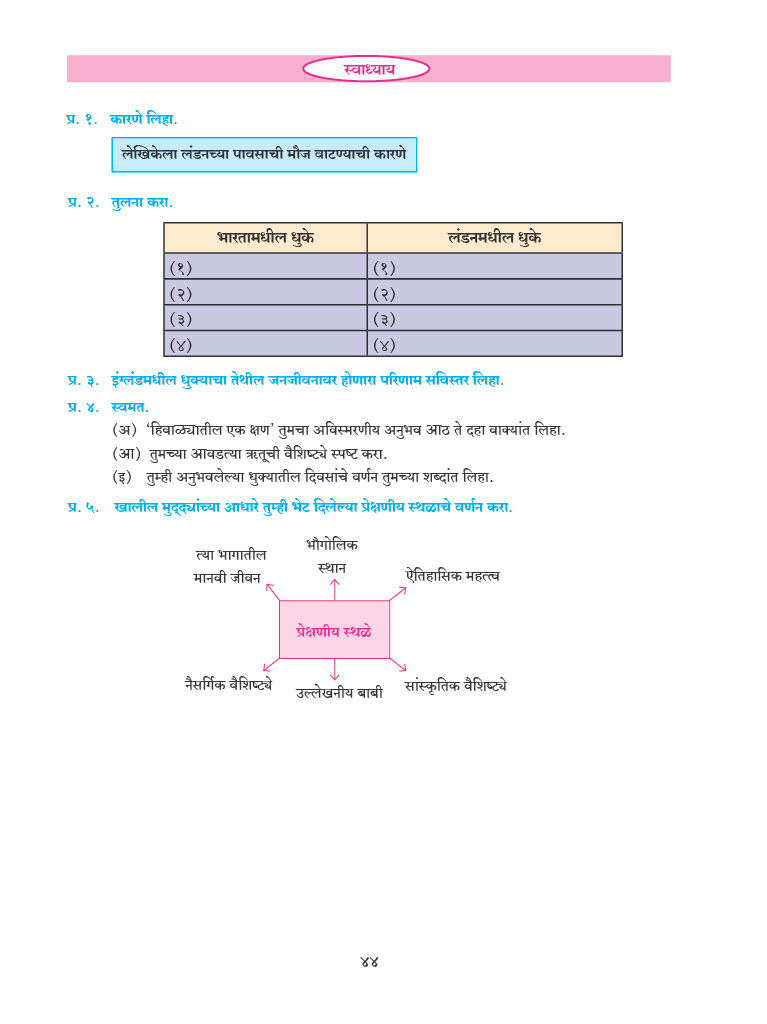 स्वाध्याय
प्र. १. कारणे लिहा.
लेखिकेला लंडनच्या पावसाची मौज वाटण्याची कारणे
प्र. २. तुलना करा.
भारतामधील धुके लंडनमधील धुके
(१) (१)
(२) (२)
(३) (३)
(४) (४)
प्र. ३. इंग्लंडमधील धुक्याचा तेथील जनजीवनावर होणारा परिणाम सविस्तर लिहा.
प्र. ४. स्वमत.
(अ) ‘हिवाळ्यातील एक क्षण’ तुमचा अविस्मरणीय अनुभव आठ ते दहा वाक्यांत लिहा.
(आ) तुमच्या आवडत्या ऋतूची वैशिष्ट्ये स्पष्ट करा.
(इ) तुम्ही अनुभवलेल्या धुक्यातील दिवसांचे वर्णन तुमच्या शब्दांत लिहा.
प्र. ५. खालील मुद्द्यांच्या आधारे तुम्ही भेट दिलेल्या प्रेक्षणीय स्थळाचे वर्णन करा.
त्या भागातील
मानवी जीवन
भौगोलिक
स्थान
ऐतिहासिक महत्त्व
प्रेक्षणीय स्थळे
नैसर्गिक वैशिष्ट्ये
उल्लेखनीय बाबी
सांस्कृतिक वैशिष्ट्ये
४४